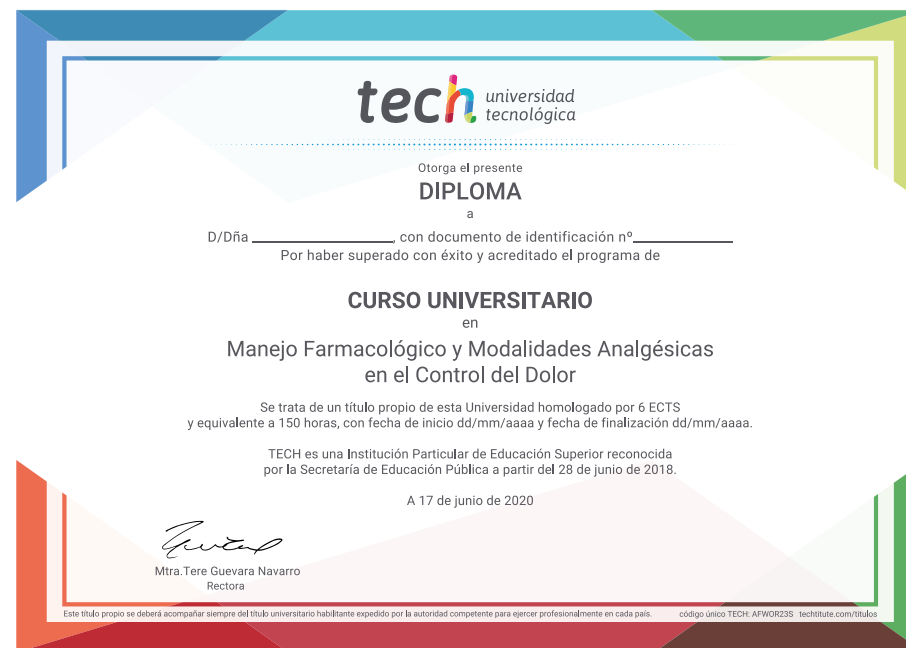 tech universidad
tecnológica
Otorga el presente
DIPLOMA
a
D/Dña ____________________, con documento de identificación nº______________
Por haber superado con éxito y acreditado el programa de
CURSO UNIVERSITARIO
en
Manejo Farmacológico y Modalidades Analgésicas
en el Control del Dolor
Se trata de un título propio de esta Universidad homologado por 6 ECTS
y equivalente a 150 horas, con fecha de inicio dd/mm/aaaa y fecha de finalización dd/mm/aaaa.
TECH es una Institución Particular de Educación Superior reconocida
por la Secretaría de Educación Pública a partir del 28 de junio de 2018.
A 17 de junio de 2020
Mtra.Tere Guevara Navarro
Rectora
Este título propio se deberá acompañar siempre del título universitario habilitante expedido por la autoridad competente para ejercer profesionalmente en cada país. código único TECH: AFWOR23S techtitute.com/titulos